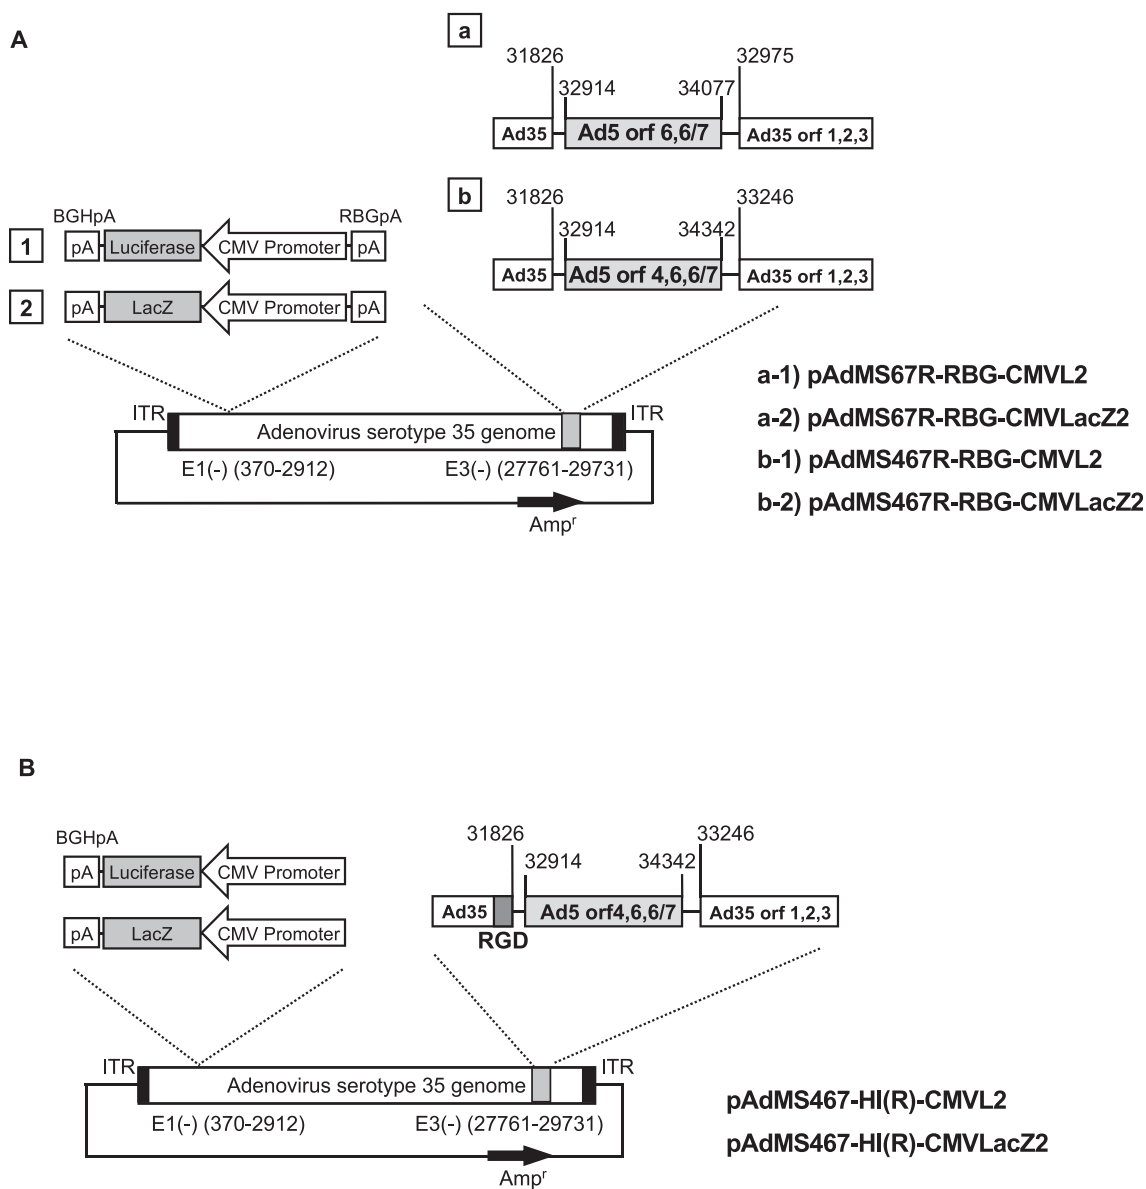 A
a
31826 32975
32914 34077
Ad35 Ad5 orf 6,6/7 Ad35 orf 1,2,3
b
31826 33246
32914 34342
Ad35 Ad5 orf 4,6,6/7 Ad35 orf 1,2,3
BGHpA RBGpA
1 pA Luciferase CMV Promoter pA
2 pA LacZ CMV Promoter pA
ITR ITR
Adenovirus serotype 35 genome
E1(-) (370-2912) E3(-) (27761-29731)
Ampr
a-1) pAdMS67R-RBG-CMVL2
a-2) pAdMS67R-RBG-CMVLacZ2
b-1) pAdMS467R-RBG-CMVL2
b-2) pAdMS467R-RBG-CMVLacZ2
B
BGHpA
pA Luciferase CMV Promoter
pA LacZ CMV Promoter
31826 33246
32914 34342
Ad35 Ad5 orf4,6,6/7 Ad35 orf 1,2,3
RGD
ITR ITR
Adenovirus serotype 35 genome
E1(-) (370-2912) E3(-) (27761-29731)
Ampr
pAdMS467-HI(R)-CMVL2
pAdMS467-HI(R)-CMVLacZ2